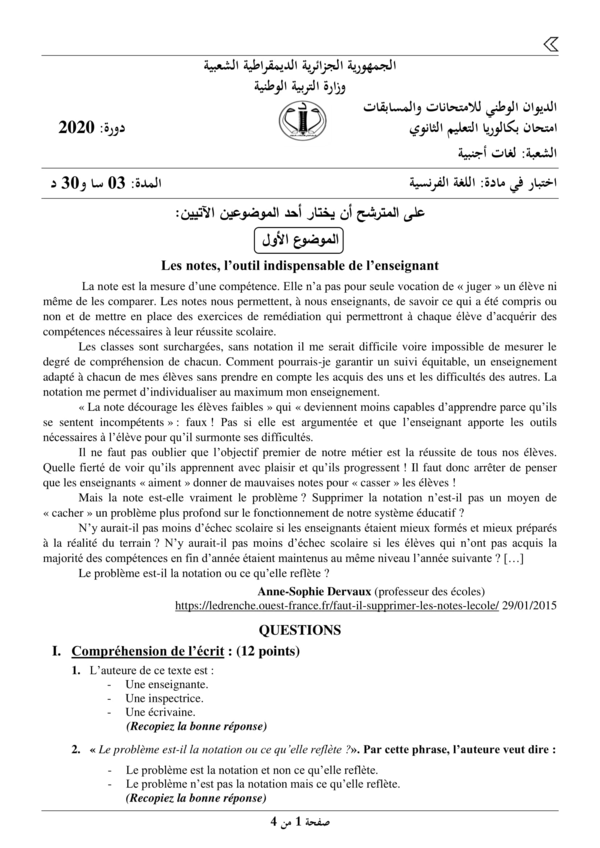 الجمهورية الجزائرية الديمقراطية الشعبية
وزارة التربية الوطنية
الديوان الوطني للامتحانات والمسابقات
امتحان بكالوريا التعليم الثانوي
دورة: 2020
الشعبة: لغات أجنبية
اختبار في مادة: اللغة الفرنسية
المدة: 03 سا و30 د
على المترشح أن يختار أحد الموضوعين الآتيين:
الموضوع الأول
Les notes, l’outil indispensable de l’enseignant
La note est la mesure d’une compétence. Elle n’a pas pour seule vocation de « juger » un élève ni
même de les comparer. Les notes nous permettent, à nous enseignants, de savoir ce qui a été compris ou
non et de mettre en place des exercices de remédiation qui permettront à chaque élève d’acquérir des
compétences nécessaires à leur réussite scolaire.
Les classes sont surchargées, sans notation il me serait difficile voire impossible de mesurer le
degré de compréhension de chacun. Comment pourrais-je garantir un suivi équitable, un enseignement
adapté à chacun de mes élèves sans prendre en compte les acquis des uns et les difficultés des autres. La
notation me permet d’individualiser au maximum mon enseignement.
« La note décourage les élèves faibles » qui « deviennent moins capables d’apprendre parce qu’ils
se sentent incompétents » : faux ! Pas si elle est argumentée et que l’enseignant apporte les outils
nécessaires à l’élève pour qu’il surmonte ses difficultés.
Il ne faut pas oublier que l’objectif premier de notre métier est la réussite de tous nos élèves.
Quelle fierté de voir qu’ils apprennent avec plaisir et qu’ils progressent ! Il faut donc arrêter de penser
que les enseignants « aiment » donner de mauvaises notes pour « casser » les élèves !
Mais la note est-elle vraiment le problème ? Supprimer la notation n’est-il pas un moyen de
« cacher » un problème plus profond sur le fonctionnement de notre système éducatif ?
N’y aurait-il pas moins d’échec scolaire si les enseignants étaient mieux formés et mieux préparés
à la réalité du terrain ? N’y aurait-il pas moins d’échec scolaire si les élèves qui n’ont pas acquis la
majorité des compétences en fin d’année étaient maintenus au même niveau l’année suivante ? […]
Le problème est-il la notation ou ce qu’elle reflète ?
Anne-Sophie Dervaux (professeur des écoles)
https://ledrenche.ouest-france.fr/faut-il-supprimer-les-notes-lecole/ 29/01/2015
QUESTIONS
I. Compréhension de l’écrit : (12 points)
1. L’auteure de ce texte est :
- Une enseignante.
- Une inspectrice.
- Une écrivaine.
(Recopiez la bonne réponse)
2. « Le problème est-il la notation ou ce qu’elle reflète ?». Par cette phrase, l’auteure veut dire :
- Le problème est la notation et non ce qu’elle reflète.
- Le problème n’est pas la notation mais ce qu’elle reflète.
(Recopiez la bonne réponse)
صفحة 1 من 4